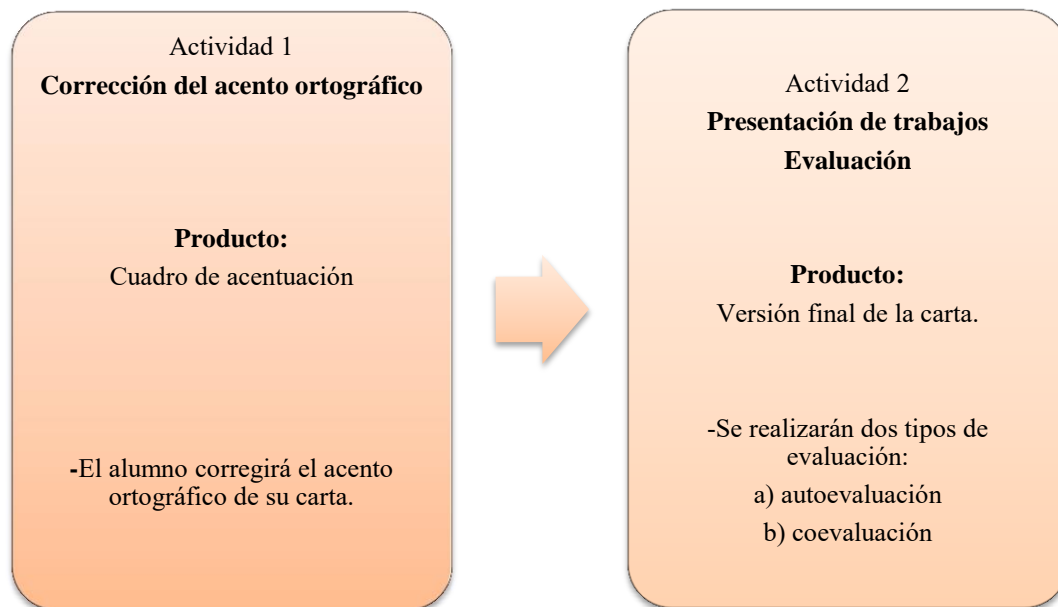 Actividad 1
Corrección del acento ortográfico
Producto:
Cuadro de acentuación
-El alumno corregirá el acento
ortográfico de su carta.
Actividad 2
Presentación de trabajos
Evaluación
Producto:
Versión final de la carta.
-Se realizarán dos tipos de
evaluación:
a) autoevaluación
b) coevaluación